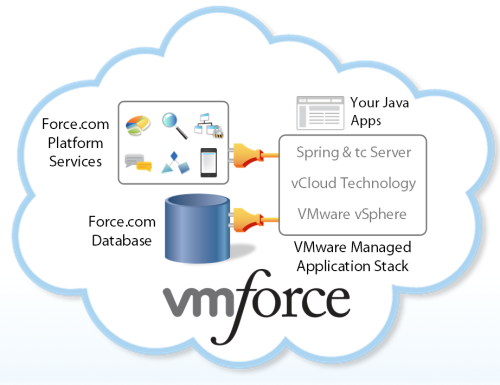 Force.com
Platform
Services
Your Java
Apps
Spring & tc Server
vCloud Technology
VMware vSphere
Force.com
Database
VMware Managed
Application Stack
vmforce